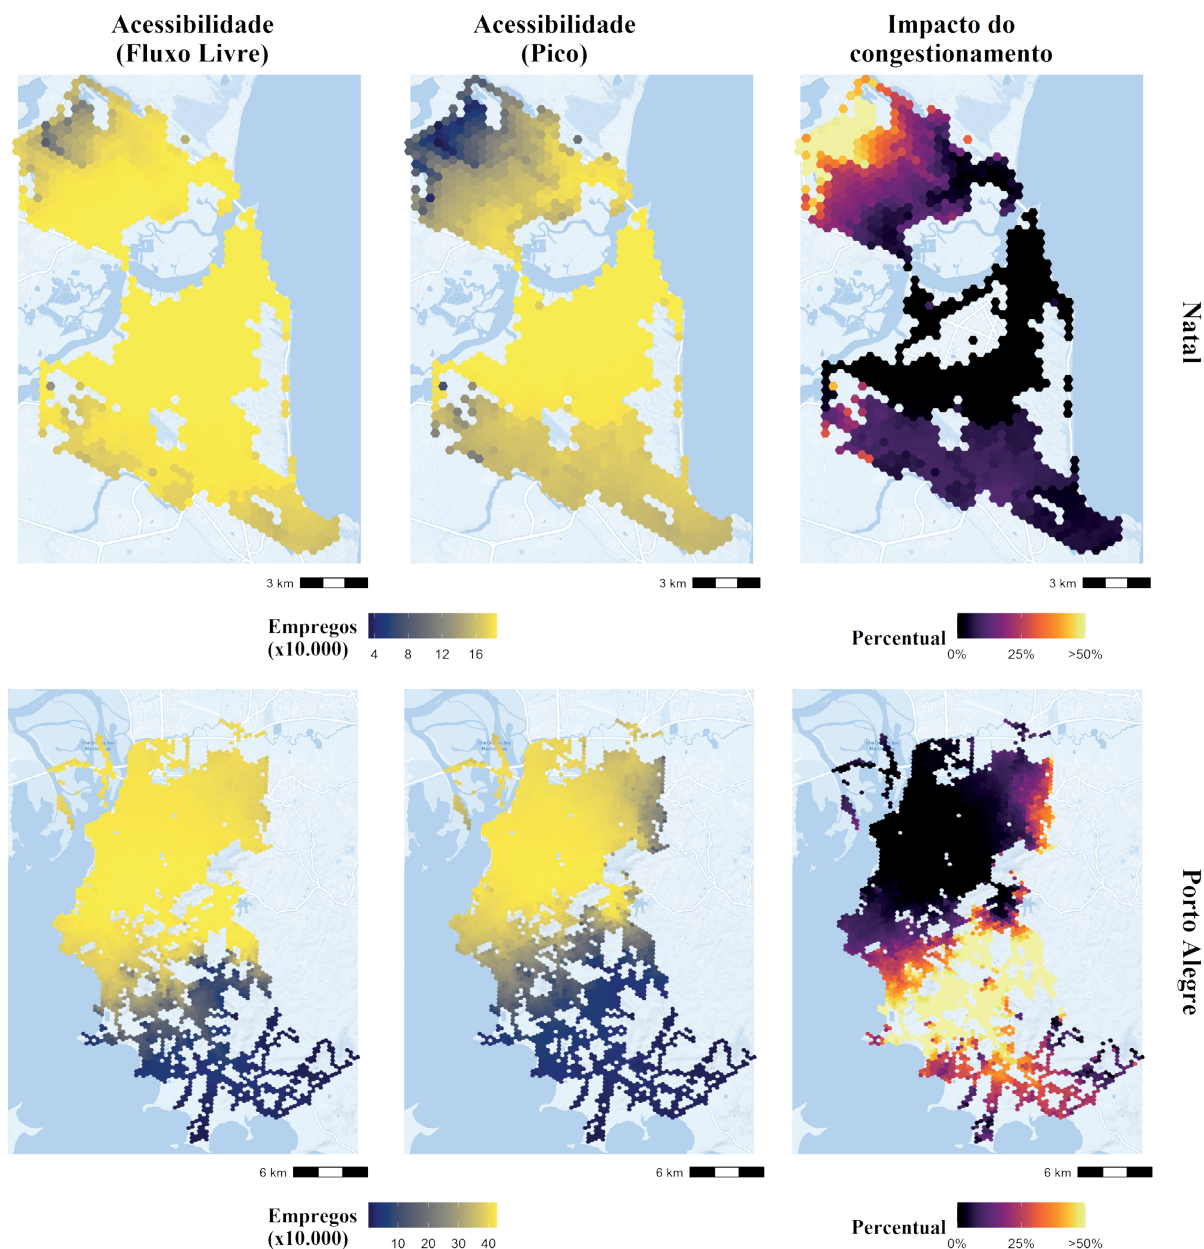 Acessibilidade
(Fluxo Livre)
Acessibilidade
(Pico)
Impacto do
congestionamento
Natal
3 km
3 km
3 km
Empregos
(x10.000)
4 8 12 16
Percentual
0% 25% >50%
Porto Alegre
6 km
6 km
6 km
Empregos
(x10.000)
10 20 30 40
Percentual
0% 25% >50%